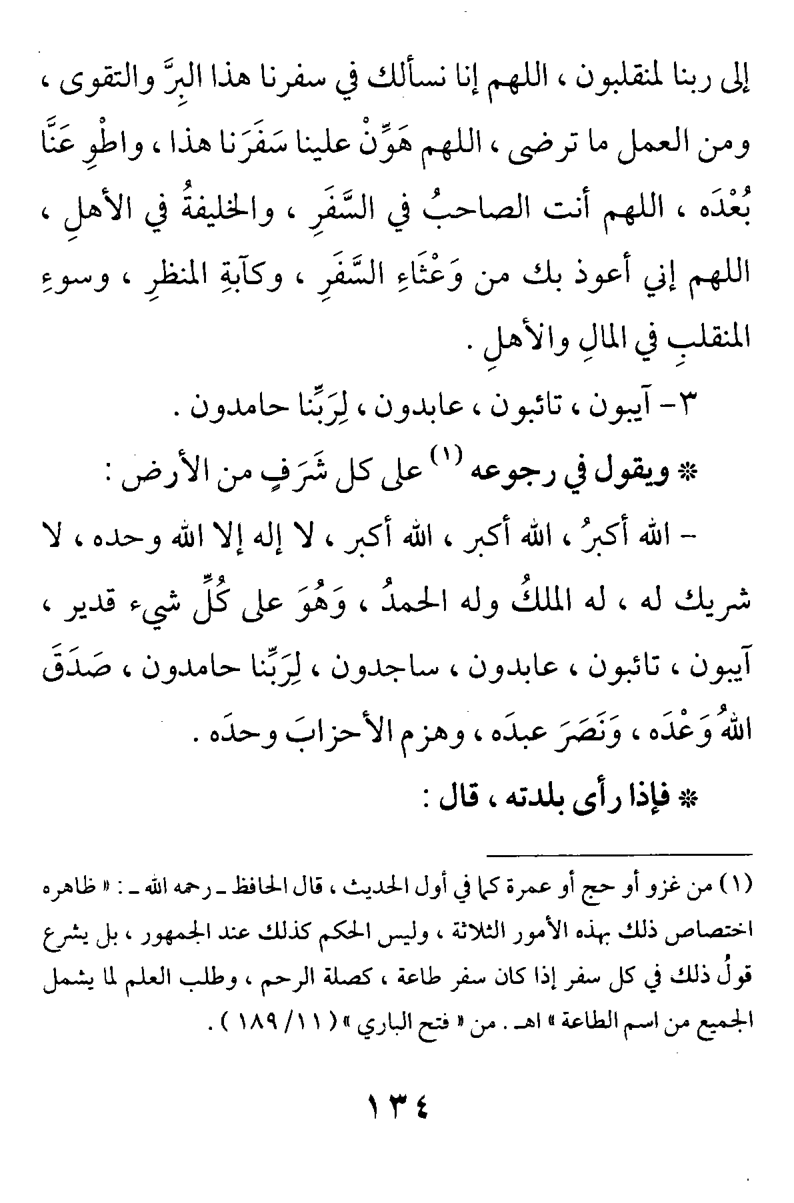 إلى ربنا لمنقلبون ، اللهم إنا نسألك في سفرنا هذا البِرَّ والتقوى ،
ومن العمل ما ترضى ، اللهم هَوِّنْ علينا سَفَرَنا هذا ، واطْوِ عَنَّا
بُعْدَه ، اللهم أنت الصاحبُ في السَّفَرِ ، والخليفةُ في الأهلِ ،
اللهم إني أعوذ بك من وَعْثَاءِ السَّفَرِ ، وكآبةِ المنظرِ ، وسوءِ
المنقلبِ في المالِ والأهلِ .
٣- آيبون ، تائبون ، عابدون ، لِرَبِّنا حامدون .
※ ويقول في رجوعه (١) على كل شَرَفٍ من الأرض :
- الله أكبرُ ، الله أكبر ، الله أكبر ، لا إله إلا الله وحده ، لا
شريك له ، له الملكُ وله الحمدُ ، وَهُوَ على كُلِّ شيء قدير ،
آيبون ، تائبون ، عابدون ، ساجدون ، لِرَبِّنا حامدون ، صَدَقَ
اللهُ وَعْدَه ، وَنَصَرَ عبدَه ، وهزم الأحزابَ وحدَه .
※ فإذا رأى بلدته ، قال :
(١) من غزو أو حج أو عمرة كما في أول الحديث ، قال الحافظ ـ رحمه الله ـ : « ظاهره
اختصاص ذلك بهذه الأمور الثلاثة ، وليس الحكم كذلك عند الجمهور ، بل يشرع
قولُ ذلك في كل سفر إذا كان سفر طاعة ، كصلة الرحم ، وطلب العلم لما يشمل
الجميع من اسم الطاعة » اهـ . من « فتح الباري » ( ١١/ ١٨٩ ) .
١٣٤